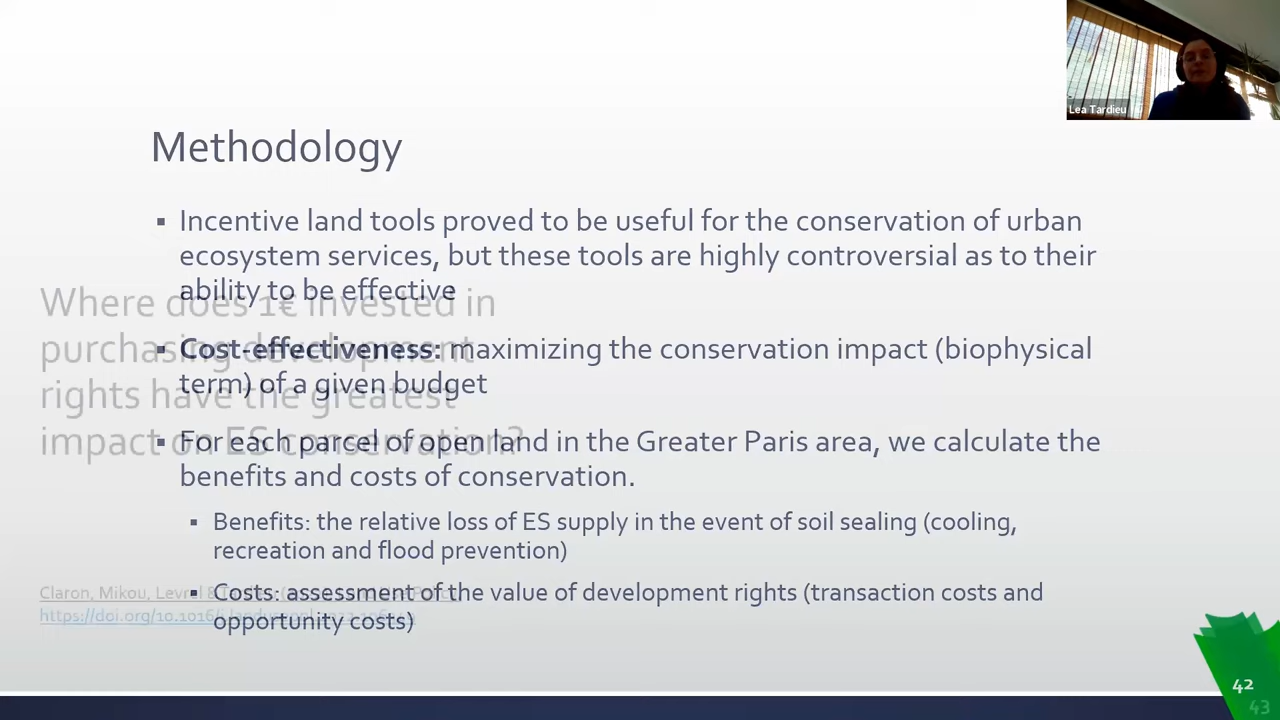 Lea Tardieu
Methodology
▪ Incentive land tools proved to be useful for the conservation of urban
ecosystem services, but these tools are highly controversial as to their
ability to be effective
▪ Cost-effectiveness: maximizing the conservation impact (biophysical
term) of a given budget
▪ For each parcel of open land in the Greater Paris area, we calculate the
benefits and costs of conservation.
▪ Benefits: the relative loss of ES supply in the event of soil sealing (cooling,
recreation and flood prevention)
▪ Costs: assessment of the value of development rights (transaction costs and
opportunity costs)
Where does 1€ invested in
purchasing development
rights have the greatest
impact on ES conservation?
Claron, Mikou, Levrel &
https://doi.org/10.1016/j.landusepol
42
43